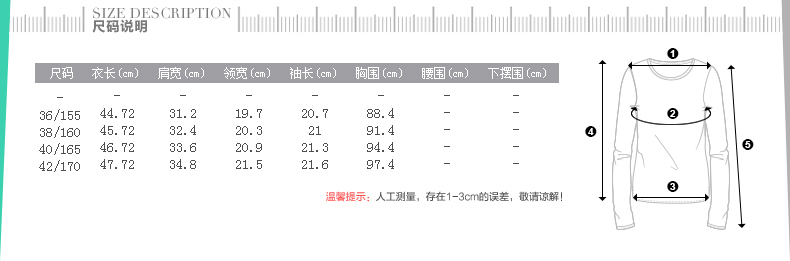 SIZE DESCRIPTION
尺码说明
尺码 衣长(cm) 肩宽(cm) 领宽(cm) 袖长(cm) 胸围(cm) 腰围(cm) 下摆围(cm)
- - - - - - - -
36/155 44.72 31.2 19.7 20.7 88.4 - -
38/160 45.72 32.4 20.3 21 91.4 - -
40/165 46.72 33.6 20.9 21.3 94.4 - -
42/170 47.72 34.8 21.5 21.6 97.4 - -
温馨提示：人工测量，存在1-3cm的误差，敬请谅解！
1
2
4
5
3